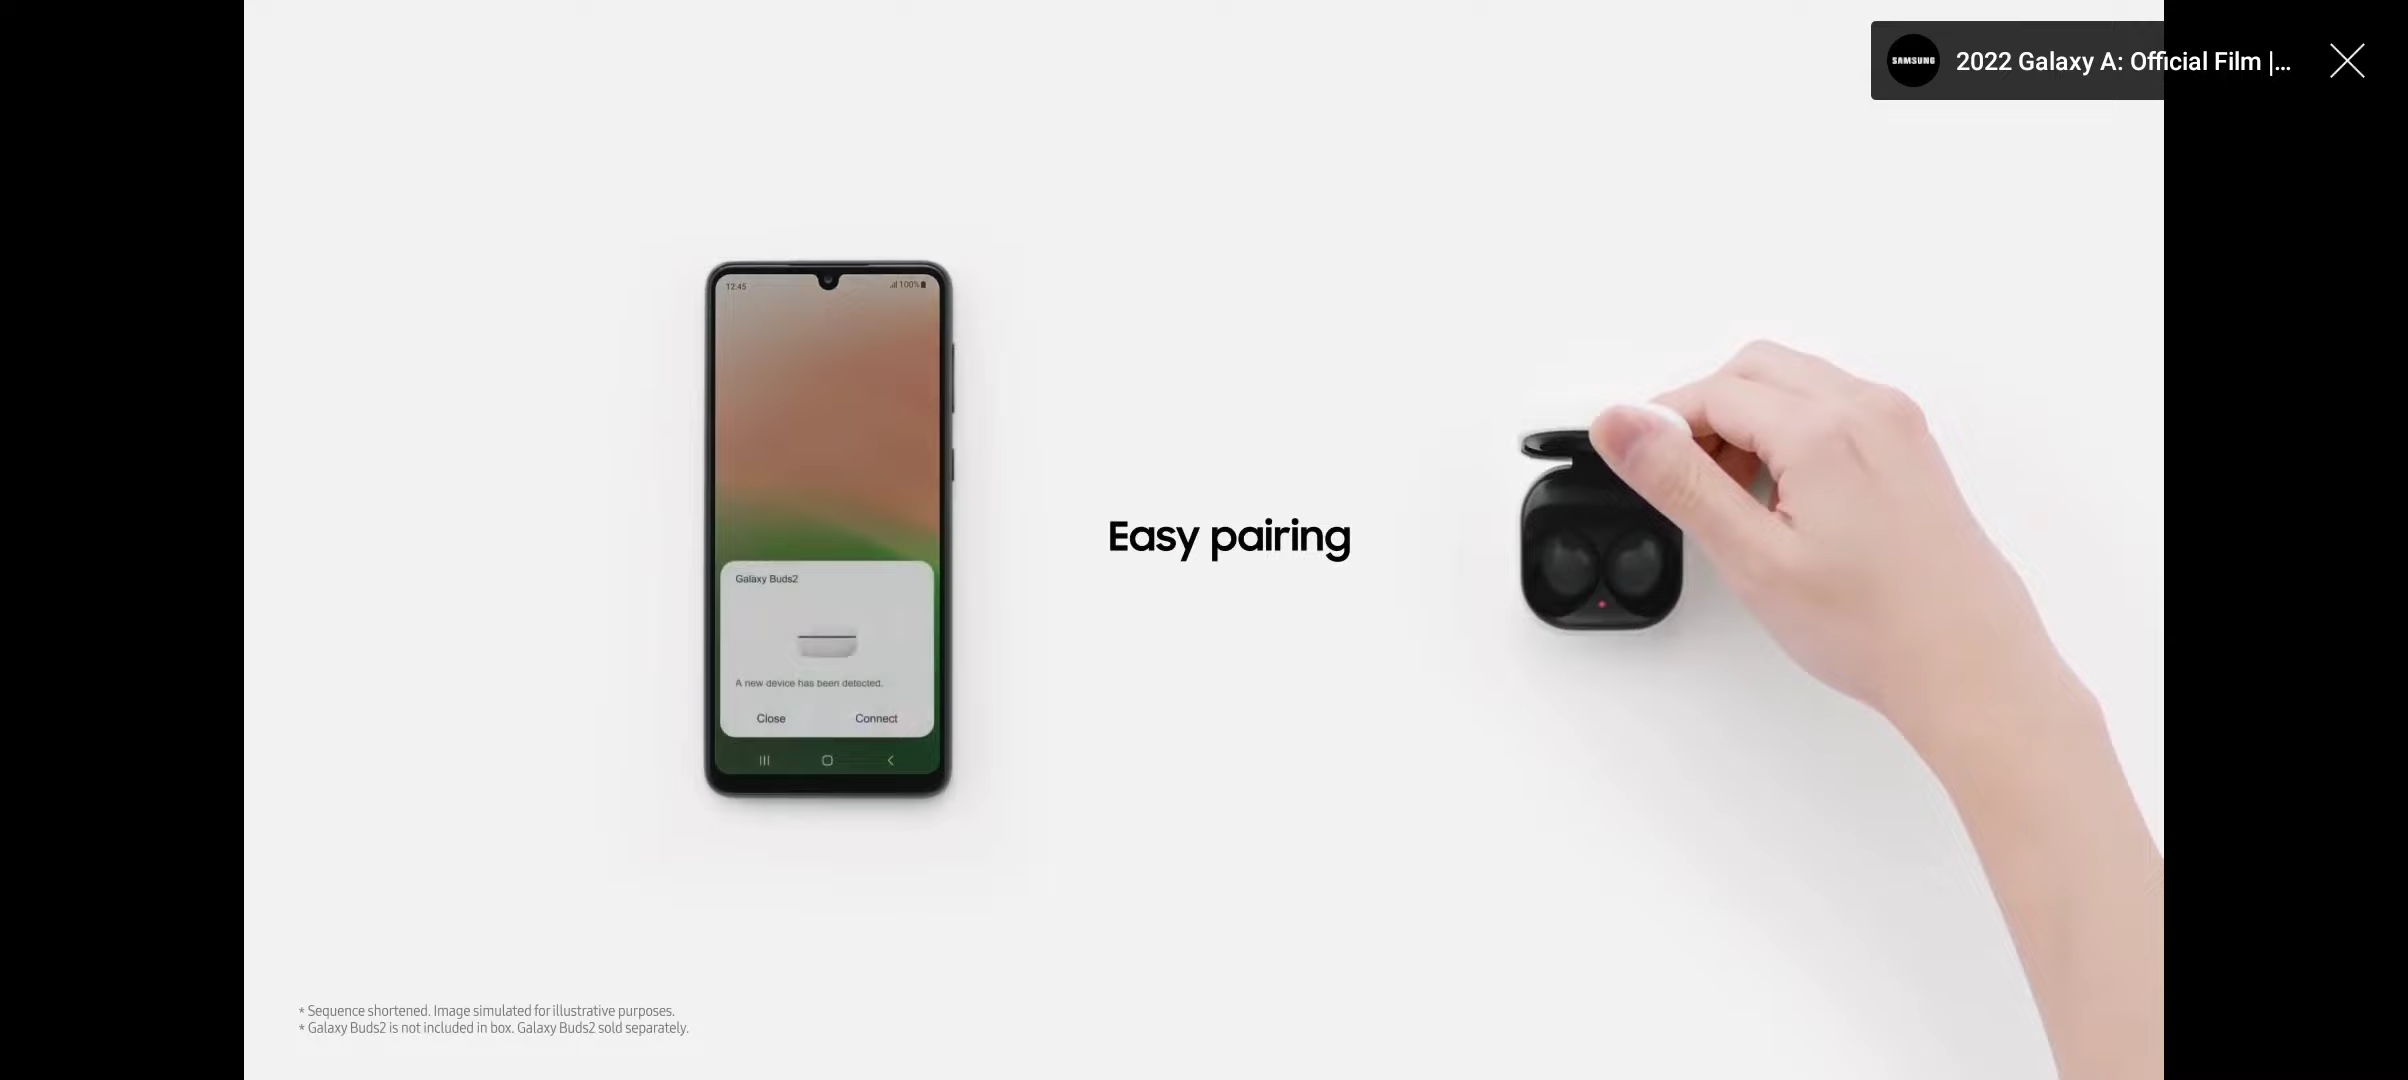 SAMSUNG
2022 Galaxy A: Official Film |...
12:45
100%
Easy pairing
Galaxy Buds2
A new device has been detected.
Close
Connect
* Sequence shortened. Image simulated for illustrative purposes.
* Galaxy Buds2 is not included in box. Galaxy Buds2 sold separately.